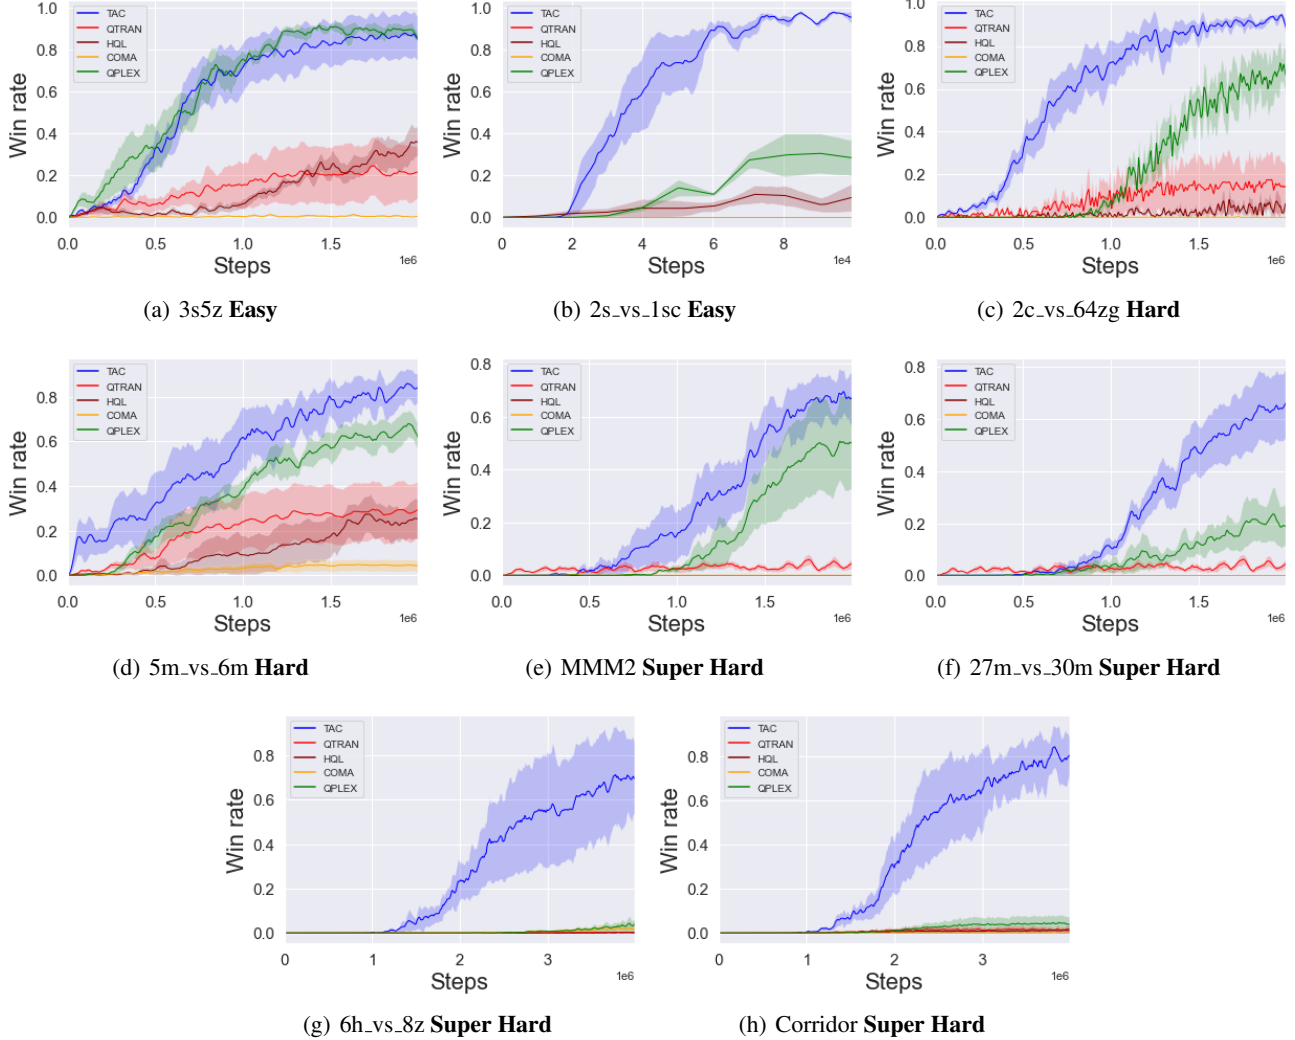 TAC
QTRAN
HQL
COMA
QPLEX
Win rate
1.0
0.8
0.6
0.4
0.2
0.0
0.0 0.5 1.0 1.5
1e6
Steps
(a) 3s5z Easy
TAC
QTRAN
HQL
COMA
QPLEX
Win rate
1.0
0.8
0.6
0.4
0.2
0.0
0 2 4 6 8
1e4
Steps
(b) 2s_vs_1sc Easy
TAC
QTRAN
HQL
COMA
QPLEX
Win rate
1.0
0.8
0.6
0.4
0.2
0.0
0.0 0.5 1.0 1.5
1e6
Steps
(c) 2c_vs_64zg Hard
TAC
QTRAN
HQL
COMA
QPLEX
Win rate
0.8
0.6
0.4
0.2
0.0
0.0 0.5 1.0 1.5
1e6
Steps
(d) 5m_vs_6m Hard
TAC
QTRAN
HQL
COMA
QPLEX
Win rate
0.8
0.6
0.4
0.2
0.0
0.0 0.5 1.0 1.5
1e6
Steps
(e) MMM2 Super Hard
TAC
QTRAN
HQL
COMA
QPLEX
Win rate
0.8
0.6
0.4
0.2
0.0
0.0 0.5 1.0 1.5
1e6
Steps
(f) 27m_vs_30m Super Hard
TAC
QTRAN
HQL
COMA
QPLEX
Win rate
0.8
0.6
0.4
0.2
0.0
0 1 2 3
1e6
Steps
(g) 6h_vs_8z Super Hard
TAC
QTRAN
HQL
COMA
QPLEX
Win rate
0.8
0.6
0.4
0.2
0.0
0 1 2 3
1e6
Steps
(h) Corridor Super Hard